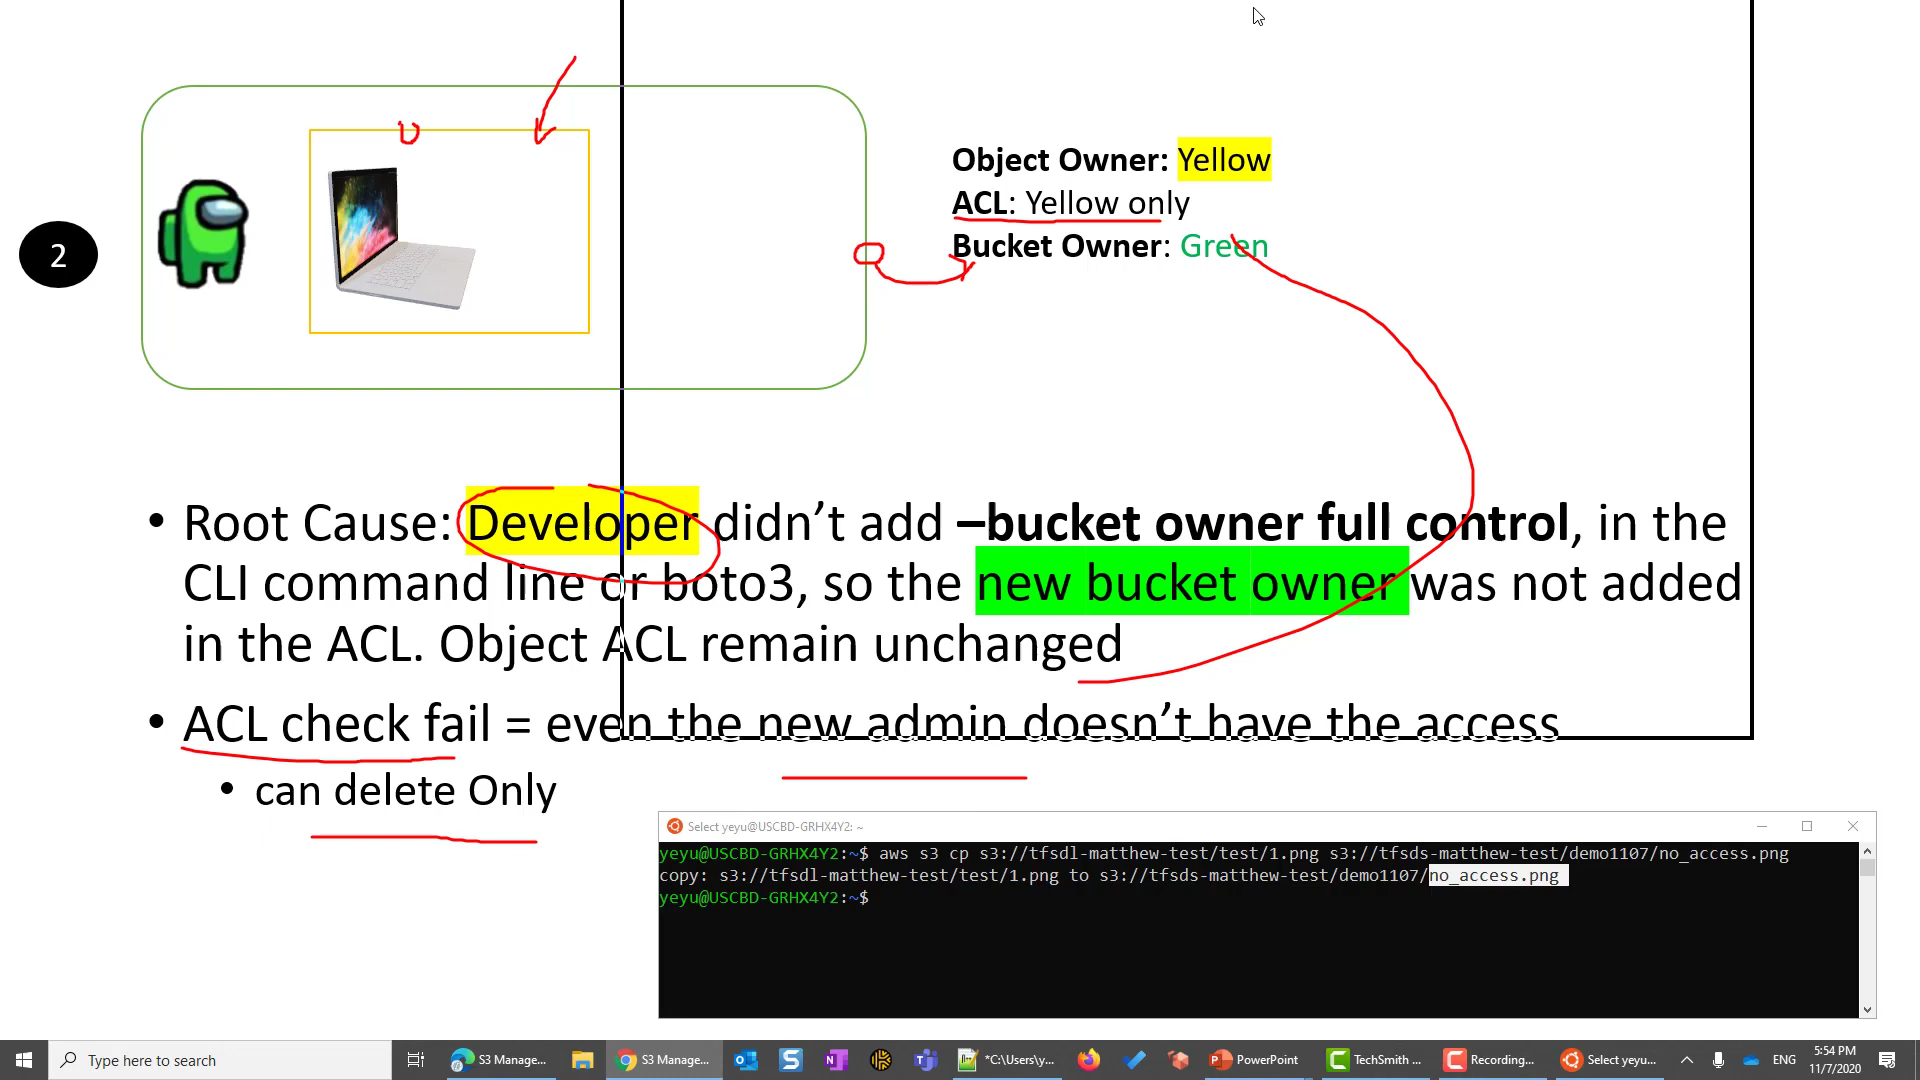 Object Owner: Yellow
ACL: Yellow only
Bucket Owner: Green
2
• Root Cause: Developer didn’t add –bucket owner full control, in the
CLI command line or boto3, so the new bucket owner was not added
in the ACL. Object ACL remain unchanged
• ACL check fail = even the new admin doesn’t have the access
• can delete Only
Select yeyu@USCBD-GRHX4Y2: ~
yeyu@USCBD-GRHX4Y2:~$ aws s3 cp s3://tfsdl-matthew-test/test/1.png s3://tfsds-matthew-test/demo1107/no_access.png
copy: s3://tfsdl-matthew-test/test/1.png to s3://tfsds-matthew-test/demo1107/no_access.png
yeyu@USCBD-GRHX4Y2:~$
Type here to search
S3 Manage...
S3 Manage...
*C:\Users\y...
PowerPoint
TechSmith ...
Recording...
Select yeyu...
ENG
5:54 PM
11/7/2020